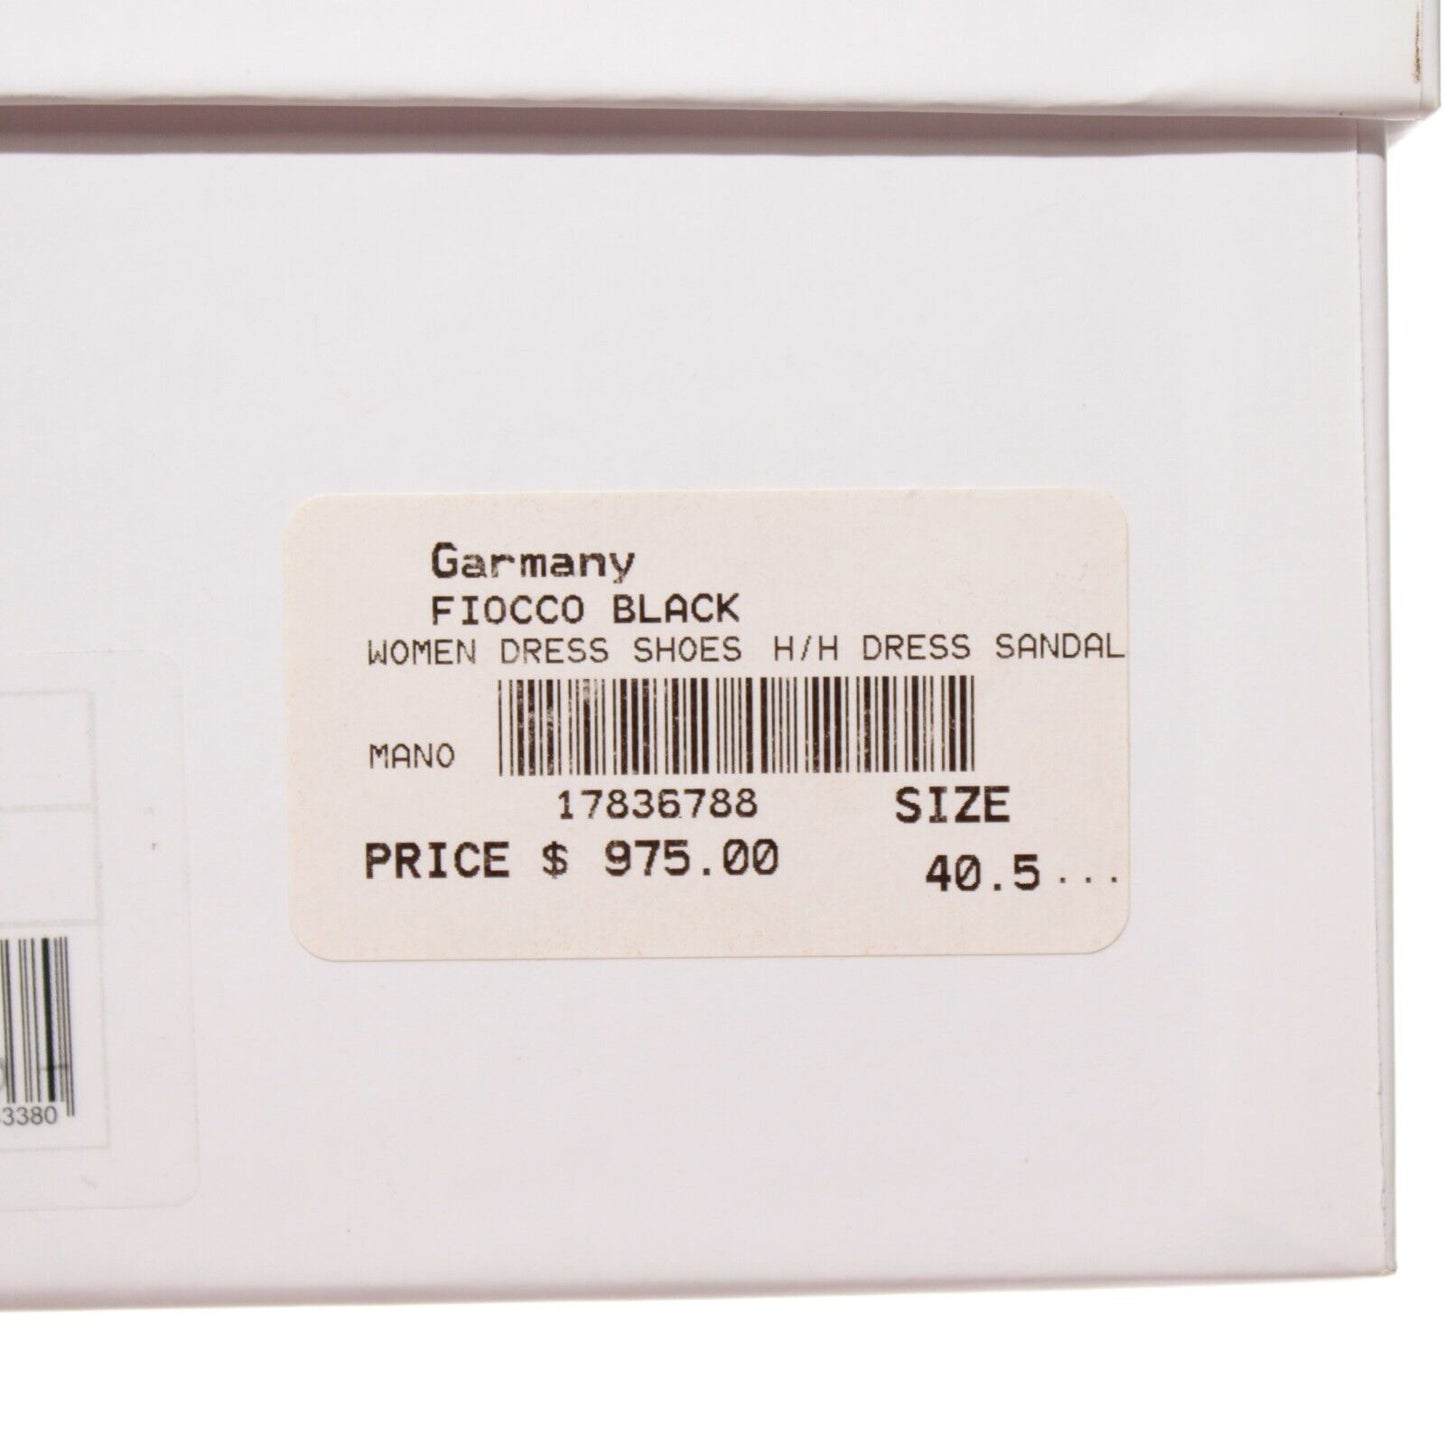 Garmany
FIOCCO BLACK
WOMEN DRESS SHOES H/H DRESS SANDAL
MANO
17836788
SIZE
PRICE $ 975.00
40.5...
3380